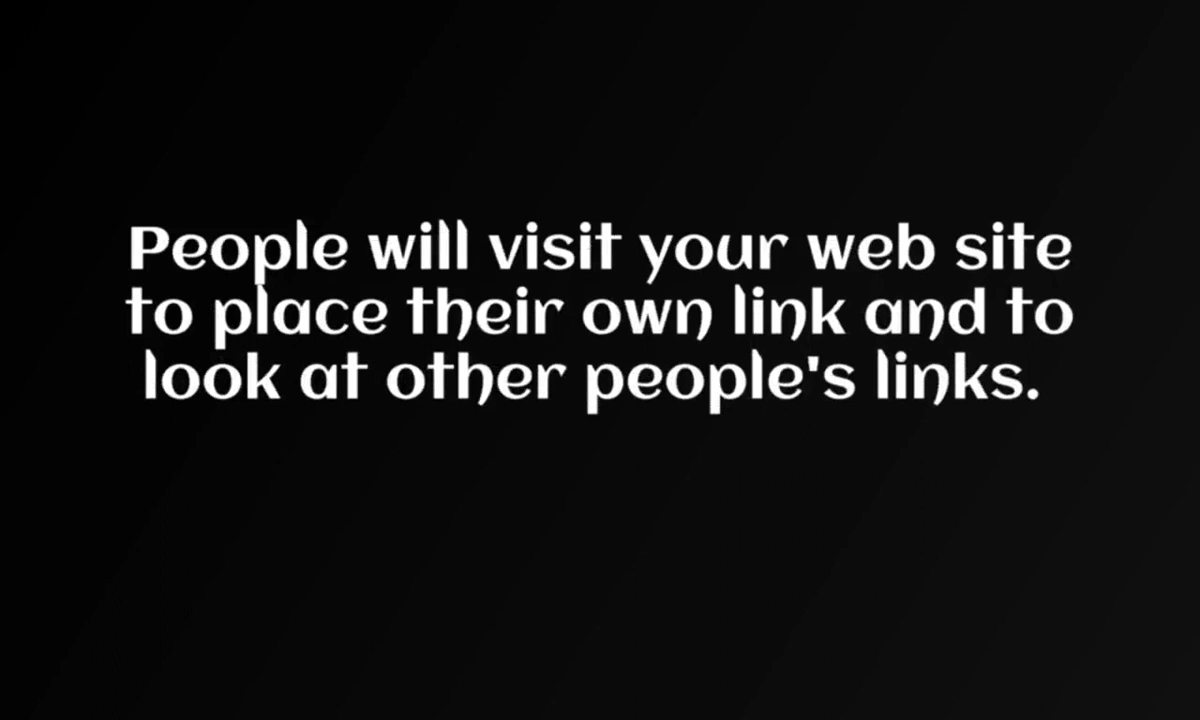 People will visit your web site
to place their own link and to
look at other people's links.